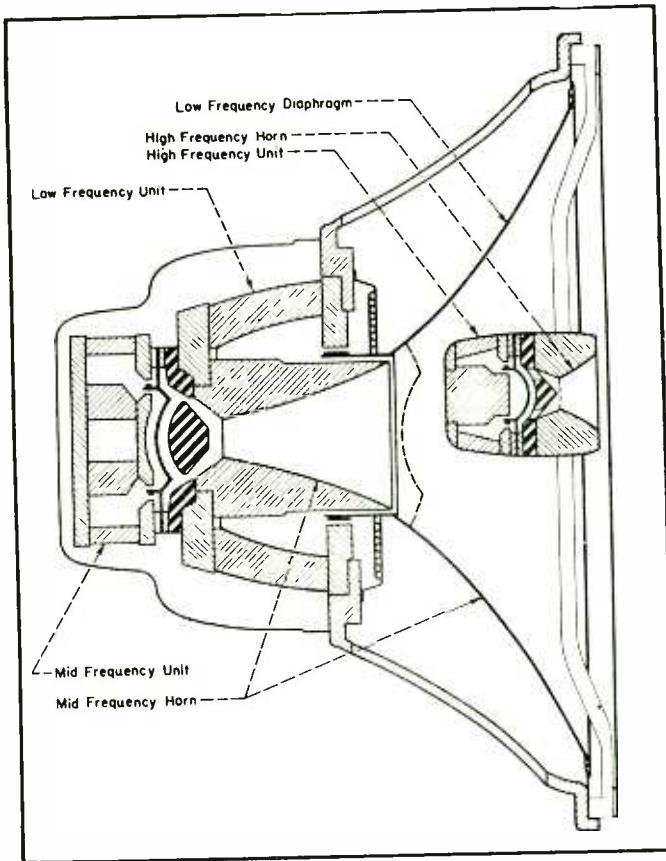 Low Frequency Diaphragm
High Frequency Horn
High Frequency Unit
Low Frequency Unit
Mid Frequency Unit
Mid Frequency Horn